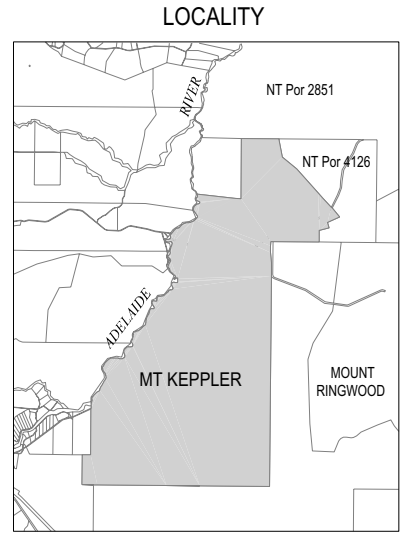 LOCALITY
RIVER
NT Por 2851
NT Por 4126
ADELAIDE
MT KEPPLER
MOUNT
RINGWOOD